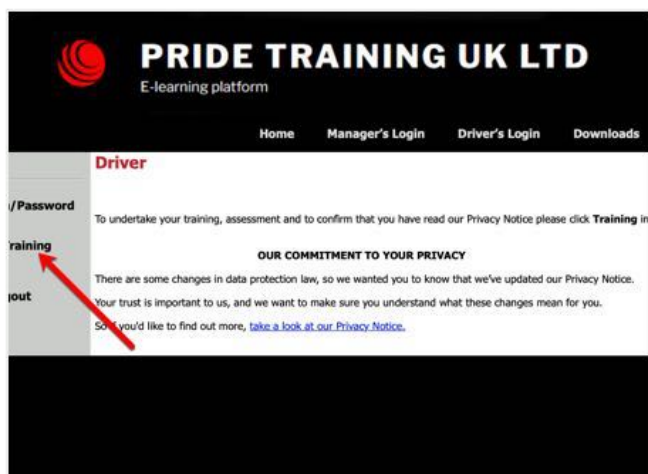 PRIDE TRAINING UK LTD
E-learning platform
Home Manager's Login Driver's Login Downloads
Driver
/Password
To undertake your training, assessment and to confirm that you have read our Privacy Notice please click Training in
raining
OUR COMMITMENT TO YOUR PRIVACY
There are some changes in data protection law, so we wanted you to know that we've updated our Privacy Notice.
gout
Your trust is important to us, and we want to make sure you understand what these changes mean for you.
So if you'd like to find out more, take a look at our Privacy Notice.